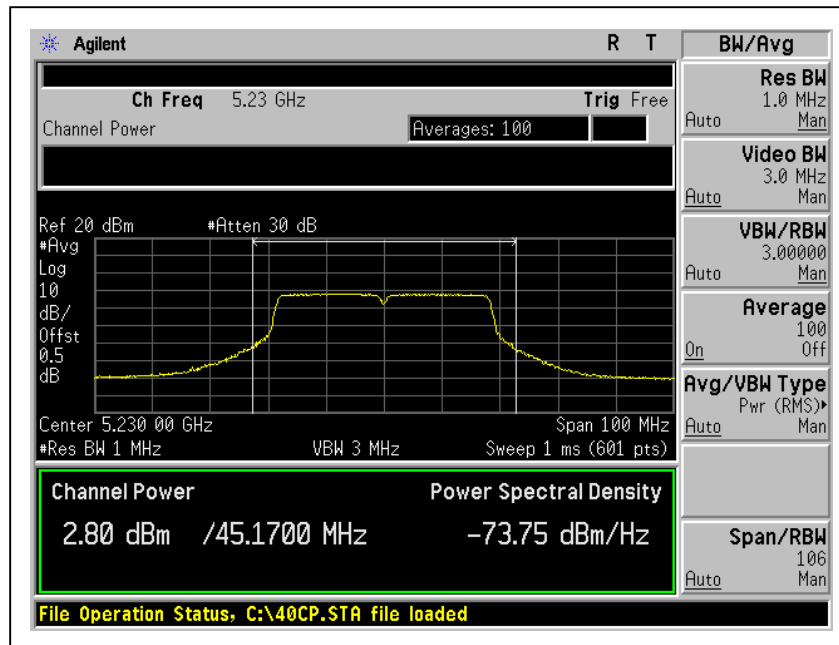 Agilent R T
Ch Freq 5.23 GHz Trig Free
Channel Power Averages: 100
Ref 20 dBm #Atten 30 dB
#Avg
Log
10
dB/
Offst
0.5
dB
Center 5.230 00 GHz Span 100 MHz
#Res BW 1 MHz VBW 3 MHz Sweep 1 ms (601 pts)
Channel Power Power Spectral Density
2.80 dBm /45.1700 MHz -73.75 dBm/Hz
File Operation Status, C:\40CP.STA file loaded
BW/Avg
Res BW
1.0 MHz
Auto Man
Video BW
3.0 MHz
Auto Man
VBW/RBW
3.00000
Auto Man
Average
100
On Off
Avg/VBW Type
Pwr (RMS)▸
Auto Man
Span/RBW
106
Auto Man